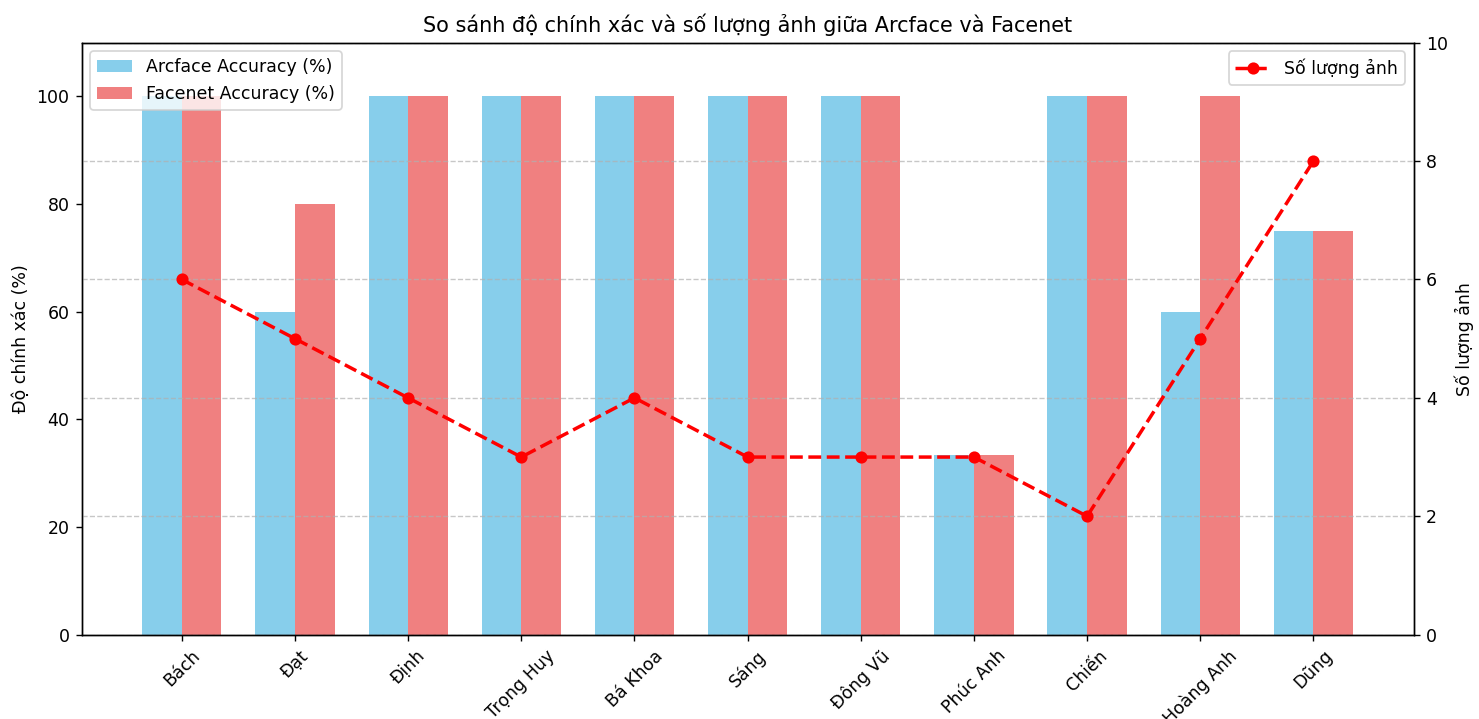 So sánh độ chính xác và số lượng ảnh giữa Arcface và Facenet
Arcface Accuracy (%)
Facenet Accuracy (%)
Số lượng ảnh
Độ chính xác (%)
100
80
60
40
20
0
10
8
6
4
2
0
Số lượng ảnh
Bách
Đạt
Định
Trọng Huy
Bá Khoa
Sáng
Đông Vũ
Phúc Anh
Chiến
Hoàng Anh
Dũng